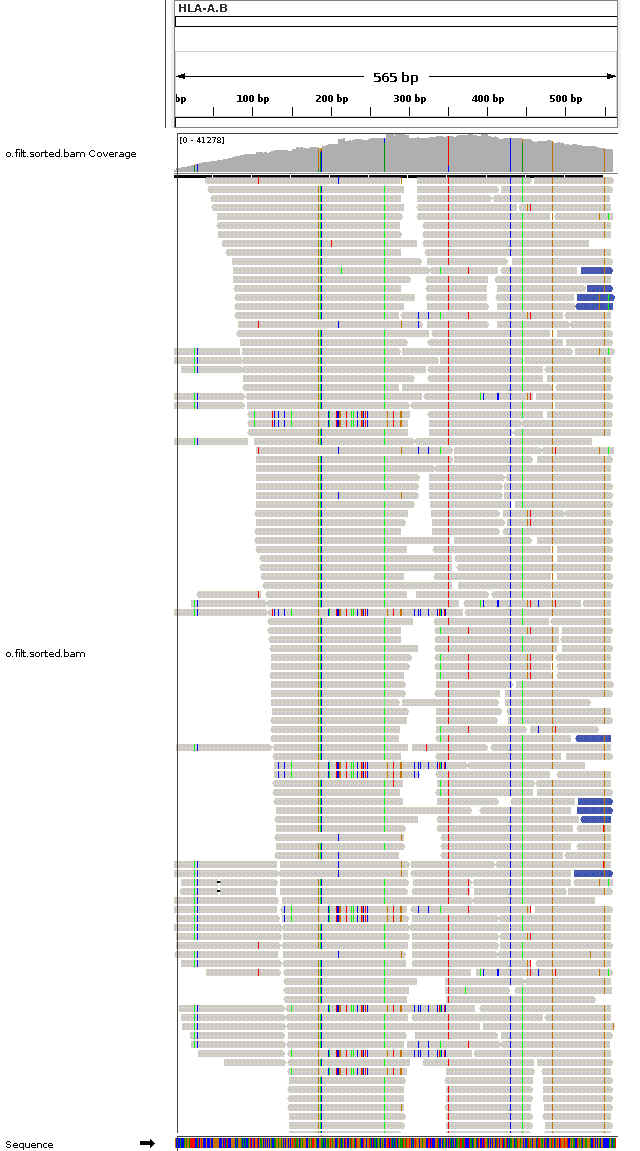 HLA-A.B
565 bp
bp 100 bp 200 bp 300 bp 400 bp 500 bp
[0 - 41278]
o.filt.sorted.bam Coverage
o.filt.sorted.bam
Sequence